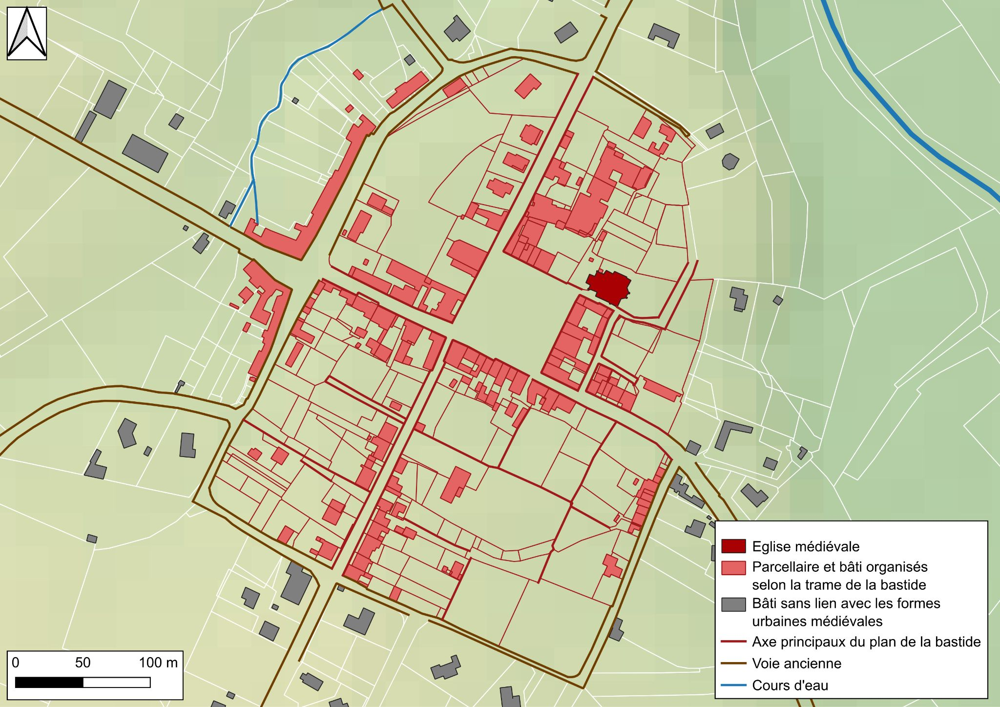 Eglise médiévale
Parcellaire et bâti organisés
selon la trame de la bastide
Bâti sans lien avec les formes
urbaines médiévales
Axe principaux du plan de la bastide
Voie ancienne
Cours d'eau
0 50 100 m